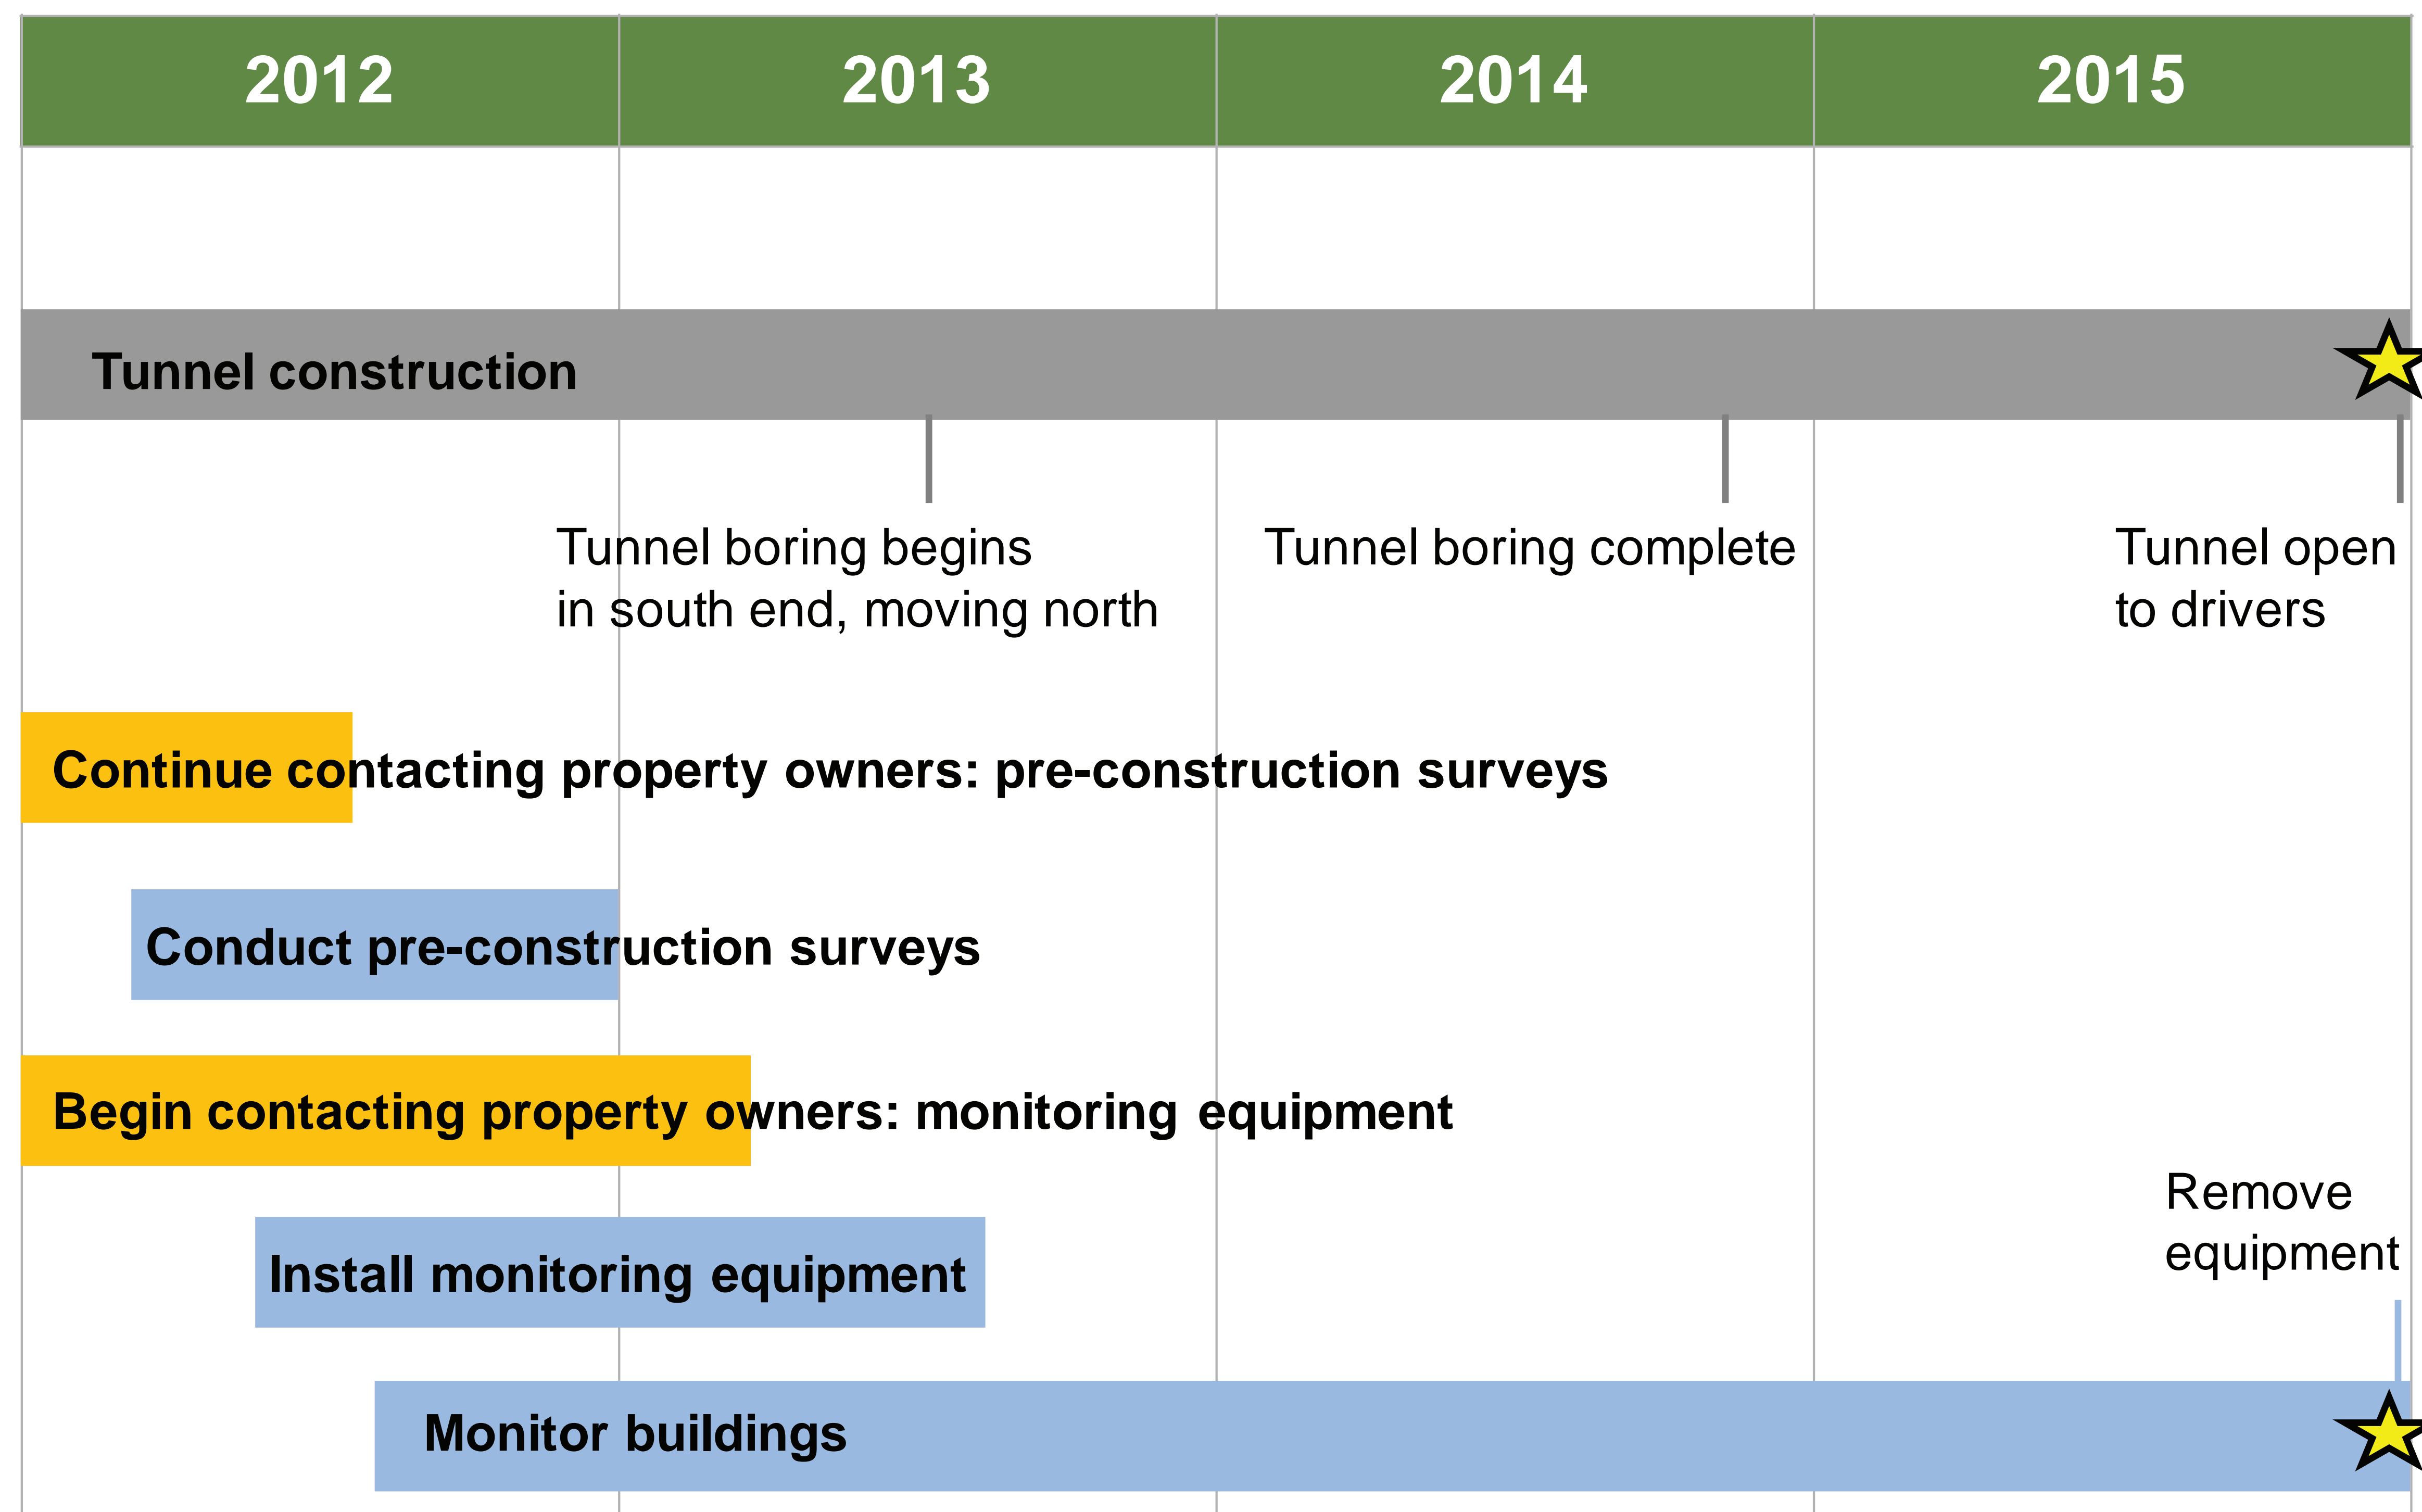 2012 2013 2014 2015
Tunnel construction
Tunnel boring begins
in south end, moving north
Tunnel boring complete
Tunnel open
to drivers
Continue contacting property owners: pre-construction surveys
Conduct pre-construction surveys
Begin contacting property owners: monitoring equipment
Remove
equipment
Install monitoring equipment
Monitor buildings